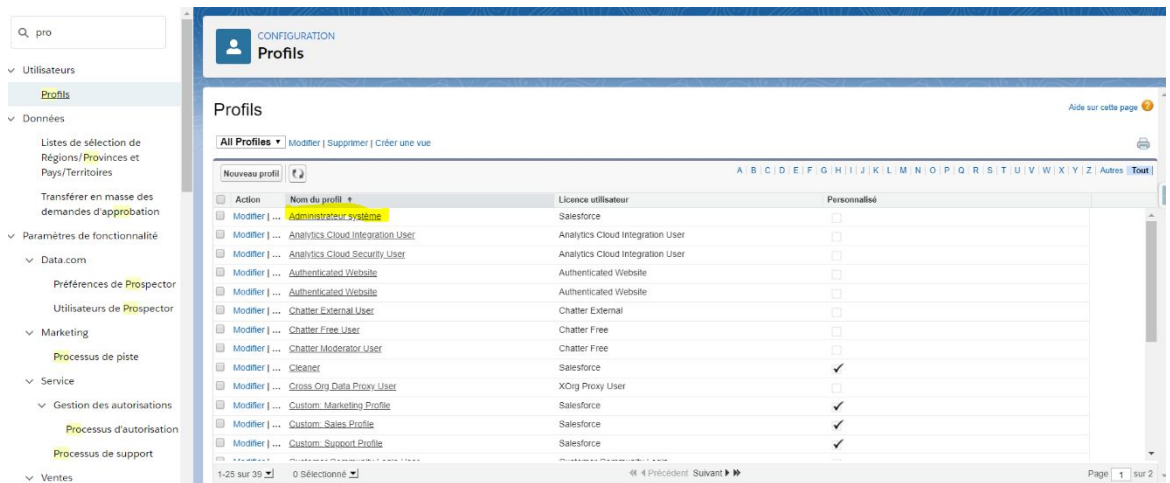 pro
Utilisateurs
Profils
Données
Listes de sélection de
Régions/Provinces et
Pays/Territoires
Transférer en masse des
demandes d'approbation
Paramètres de fonctionnalité
Data.com
Préférences de Prospector
Utilisateurs de Prospector
Marketing
Processus de piste
Service
Gestion des autorisations
Processus d'autorisation
Processus de support
Ventes
CONFIGURATION
Profils
Profils
Aide sur cette page ?
All Profiles Modifier | Supprimer | Créer une vue
Nouveau profil A | B | C | D | E | F | G | H | I | J | K | L | M | N | O | P | Q | R | S | T | U | V | W | X | Y | Z | Autres | Tout |
Action Nom du profil Licence utilisateur Personnalisé
Modifier | ... Administrateur système Salesforce
Modifier | ... Analytics Cloud Integration User Analytics Cloud Integration User
Modifier | ... Analytics Cloud Security User Analytics Cloud Integration User
Modifier | ... Authenticated Website Authenticated Website
Modifier | ... Authenticated Website Authenticated Website
Modifier | ... Chatter External User Chatter External
Modifier | ... Chatter Free User Chatter Free
Modifier | ... Chatter Moderator User Chatter Free
Modifier | ... Cleaner Salesforce ✓
Modifier | ... Cross Org Data Proxy User XOrg Proxy User
Modifier | ... Custom: Marketing Profile Salesforce ✓
Modifier | ... Custom: Sales Profile Salesforce ✓
Modifier | ... Custom: Support Profile Salesforce ✓
1-25 sur 39 0 Sélectionné Précédent Suivant Page 1 sur 2